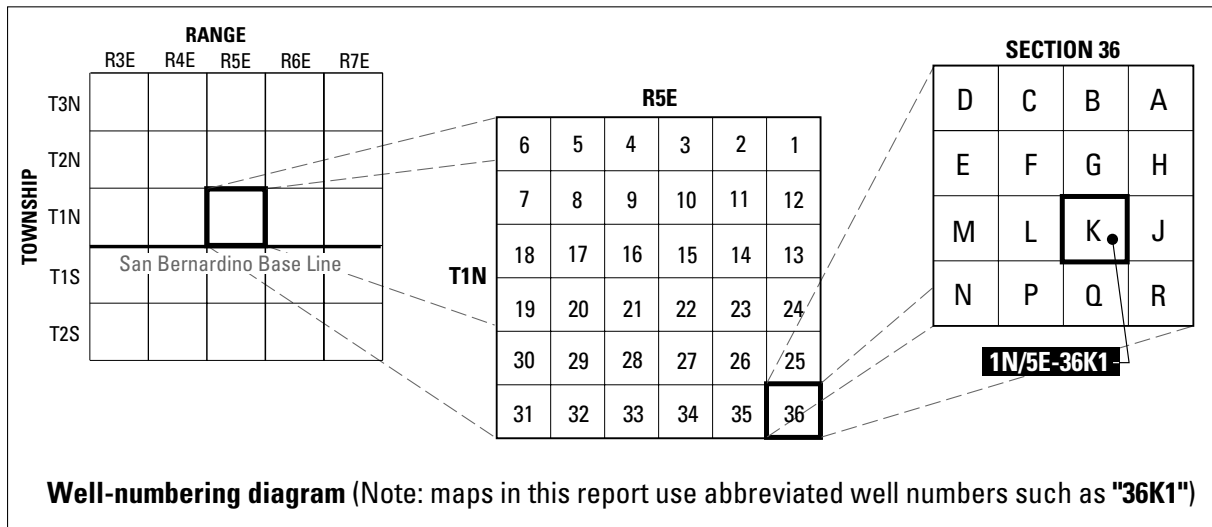 RANGE
R3E R4E R5E R6E R7E
TOWNSHIP
T3N
T2N
T1N
San Bernardino Base Line
T1S
T2S
R5E
T1N
6 5 4 3 2 1
7 8 9 10 11 12
18 17 16 15 14 13
19 20 21 22 23 24
30 29 28 27 26 25
31 32 33 34 35 36
SECTION 36
D C B A
E F G H
M L K J
N P Q R
1N/5E-36K1
Well-numbering diagram (Note: maps in this report use abbreviated well numbers such as "36K1")